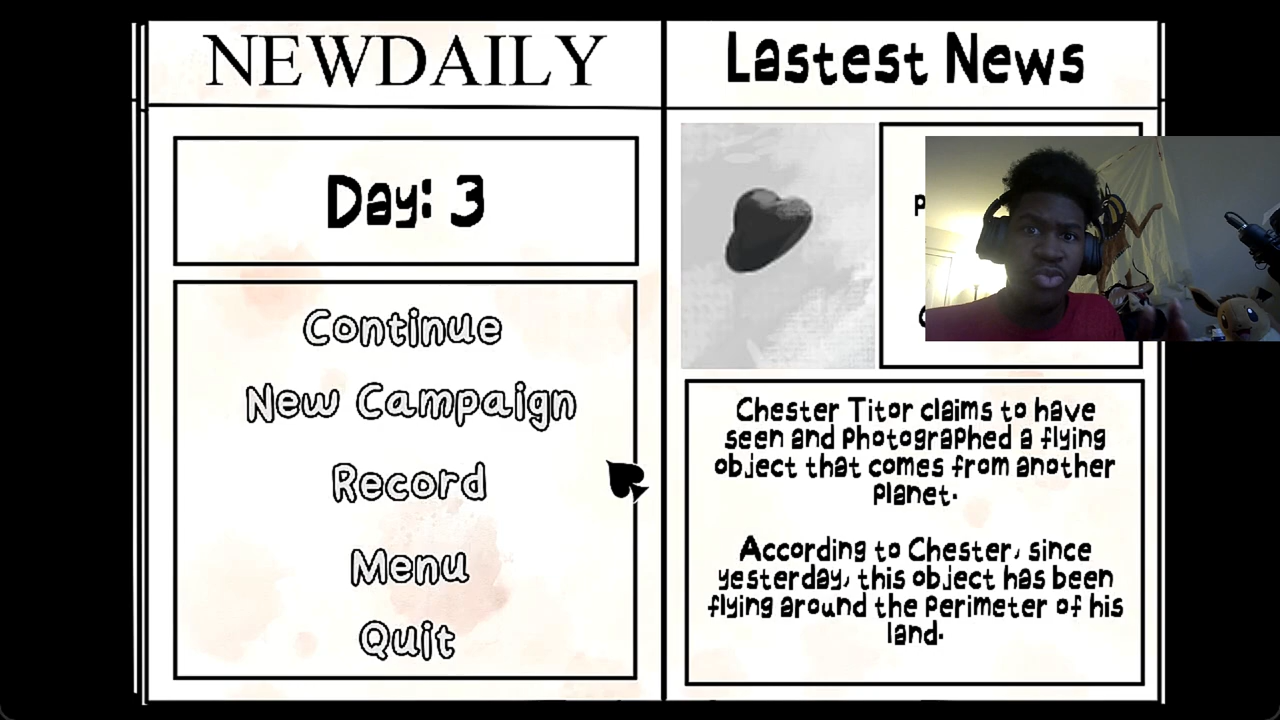 NEWDAILY
Day: 3
Continue
New Campaign
Record
Menu
Quit
Lastest News
Chester Titor claims to have
seen and photographed a flying
object that comes from another
planet.
According to Chester, since
yesterday, this object has been
flying around the perimeter of his
land.